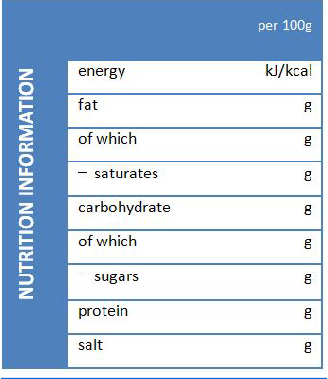 per 100g
NUTRITION INFORMATION
energy kJ/kcal
fat g
of which g
– saturates g
carbohydrate g
of which g
sugars g
protein g
salt g